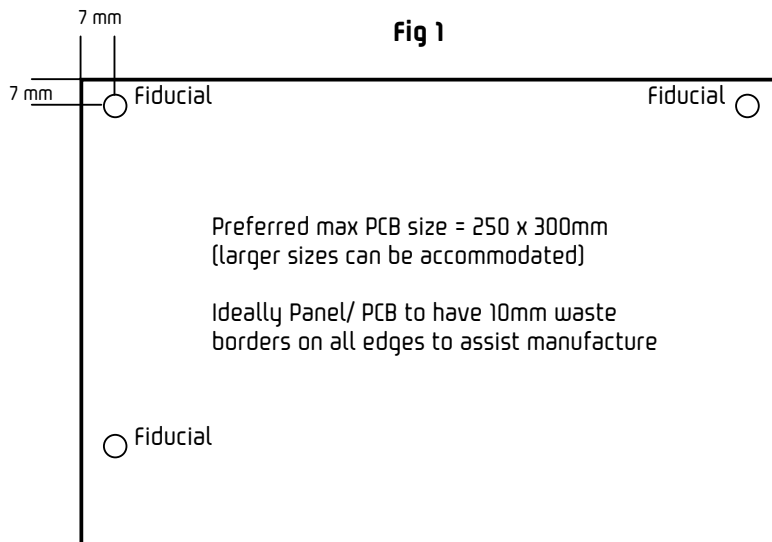 7 mm
Fig 1
7 mm
Fiducial
Fiducial
Preferred max PCB size = 250 x 300mm
(larger sizes can be accommodated)
Ideally Panel/ PCB to have 10mm waste
borders on all edges to assist manufacture
Fiducial